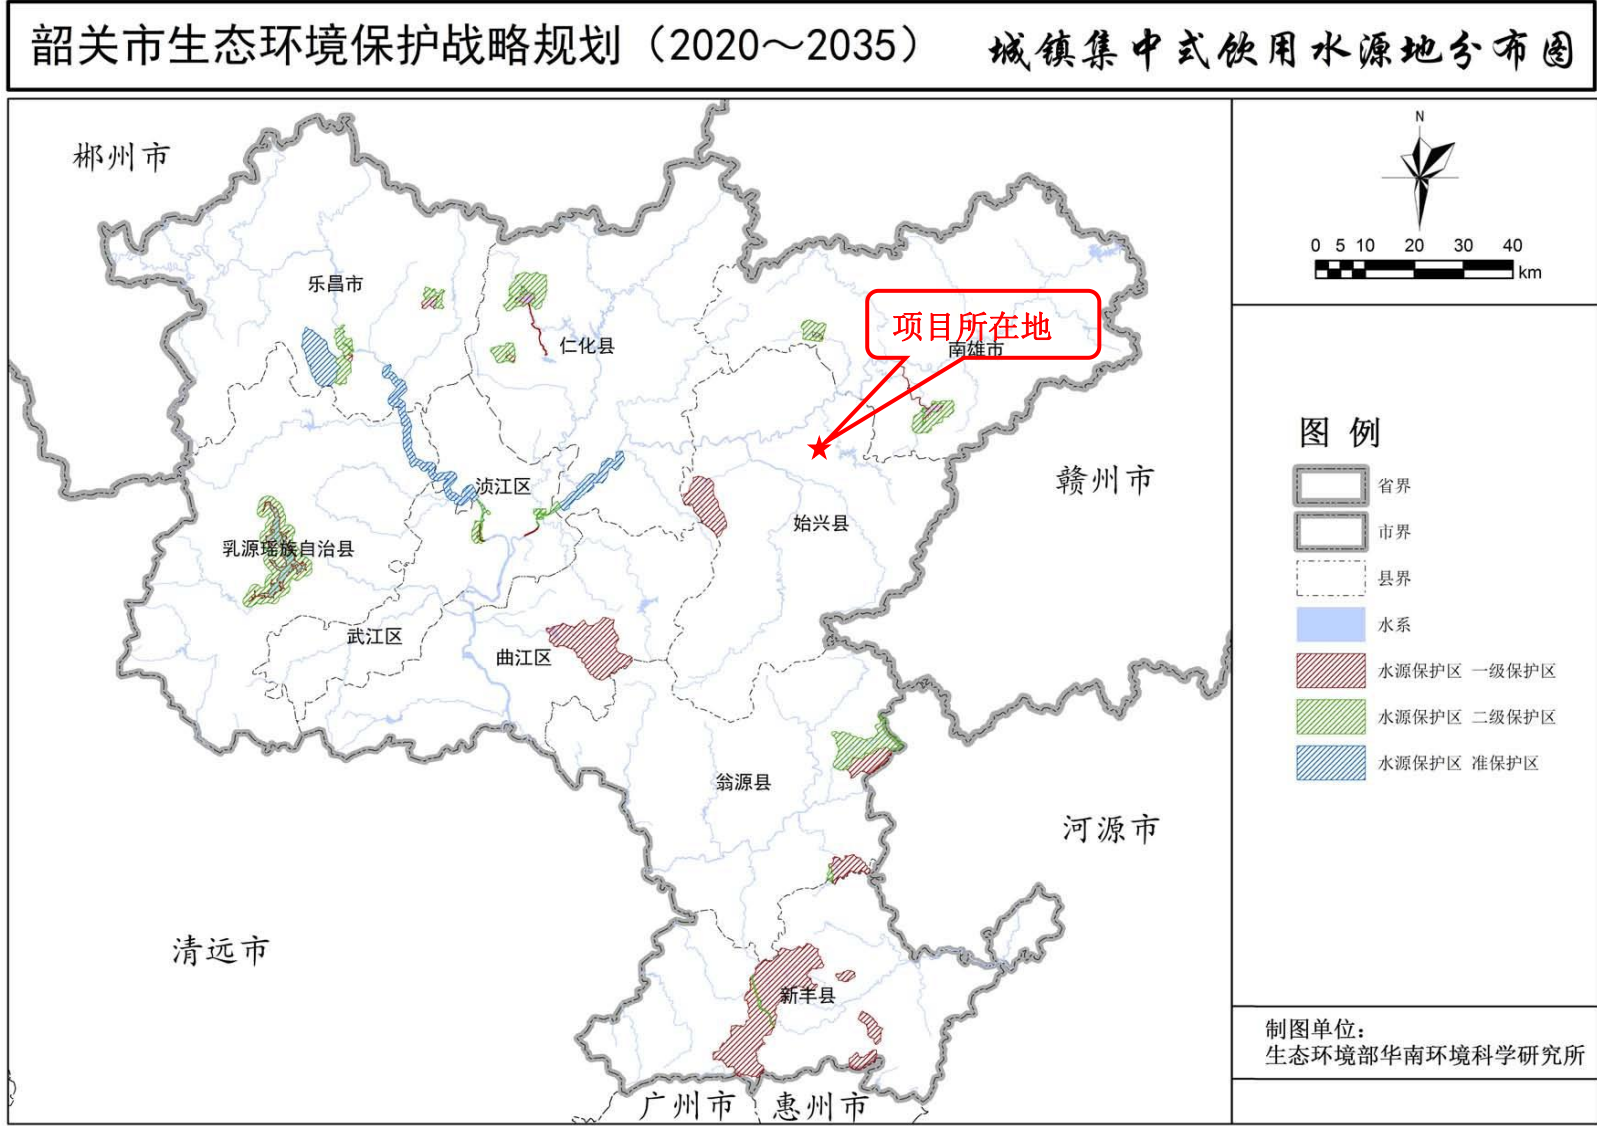 韶关市生态环境保护战略规划（2020～2035） 城镇集中式饮用水源地分布图
郴州市
N
0 5 10 20 30 40 km
乐昌市
项目所在地
仁化县
南雄市
图 例
赣州市
浈江区
省界
始兴县
市界
乳源瑶族自治县
县界
水系
武江区
曲江区
水源保护区 一级保护区
水源保护区 二级保护区
水源保护区 准保护区
翁源县
河源市
清远市
新丰县
制图单位：
生态环境部华南环境科学研究所
广州市
惠州市